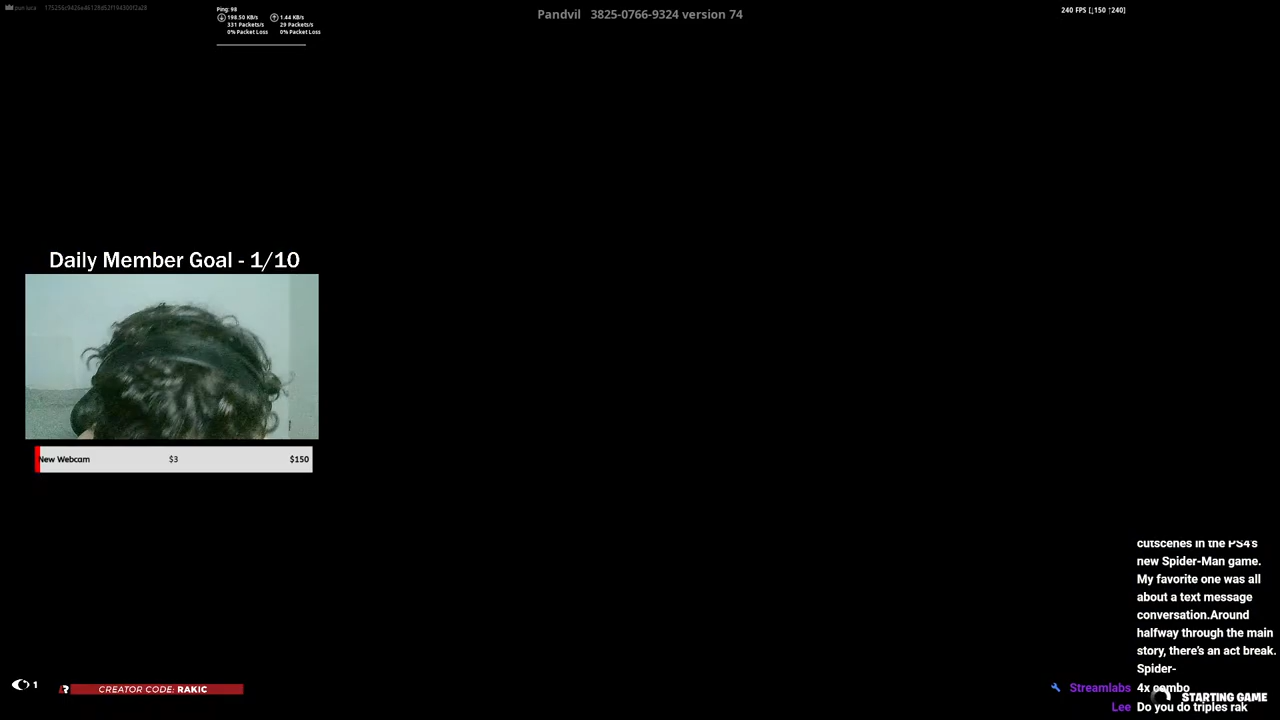 Ping: 98
198.50 KB/s 1.44 KB/s
331 Packets/s 29 Packets/s
0% Packet Loss 0% Packet Loss
Pandvil 3825-0766-9324 version 74
240 FPS [↓150 ↑240]
Daily Member Goal - 1/10
New Webcam $3 $150
cutscenes in the PS4's
new Spider-Man game.
My favorite one was all
about a text message
conversation.Around
halfway through the main
story, there's an act break.
Spider-
Streamlabs 4x combo
Lee Do you do triples rak
STARTING GAME
1
CREATOR CODE: RAKIC